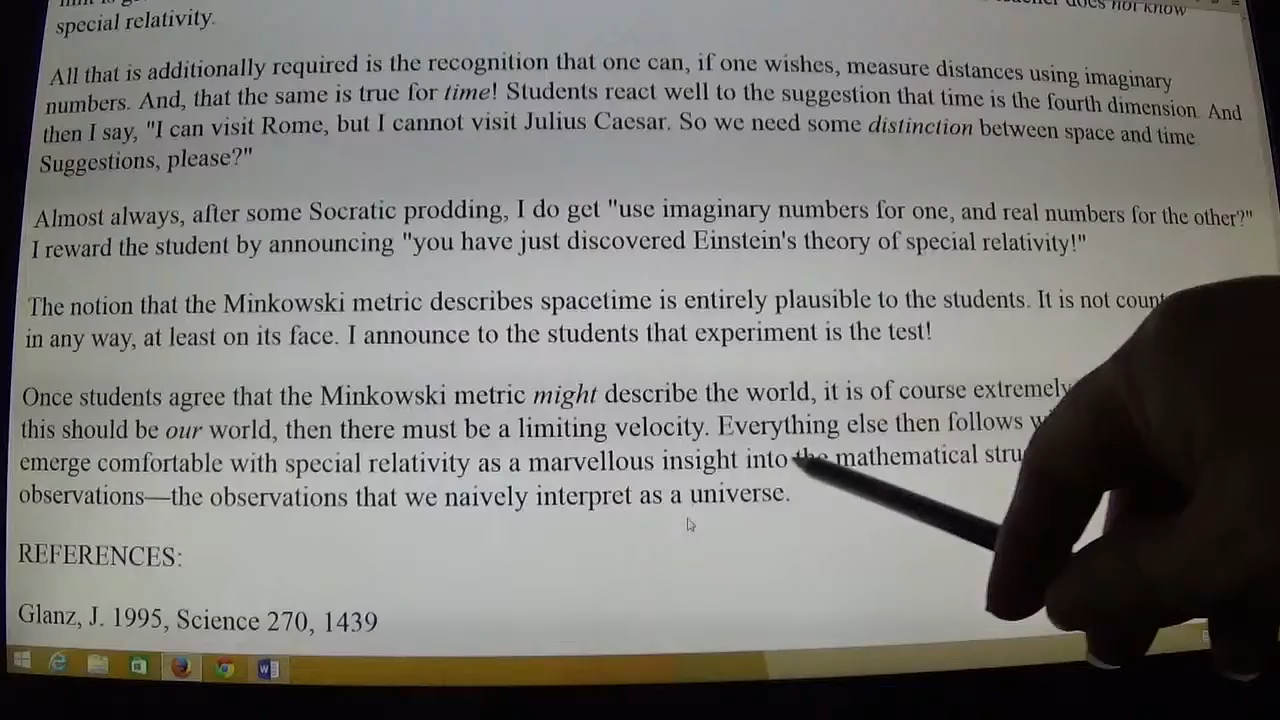 special relativity.
does not know
All that is additionally required is the recognition that one can, if one wishes, measure distances using imaginary
numbers. And, that the same is true for time! Students react well to the suggestion that time is the fourth dimension. And
then I say, "I can visit Rome, but I cannot visit Julius Caesar. So we need some distinction between space and time
Suggestions, please?"
Almost always, after some Socratic prodding, I do get "use imaginary numbers for one, and real numbers for the other?"
I reward the student by announcing "you have just discovered Einstein's theory of special relativity!"
The notion that the Minkowski metric describes spacetime is entirely plausible to the students. It is not
in any way, at least on its face. I announce to the students that experiment is the test!
Once students agree that the Minkowski metric might describe the world, it is of course extremely
this should be our world, then there must be a limiting velocity. Everything else then follows
emerge comfortable with special relativity as a marvellous insight into the mathematical
observations—the observations that we naively interpret as a universe.
REFERENCES:
Glanz, J. 1995, Science 270, 1439